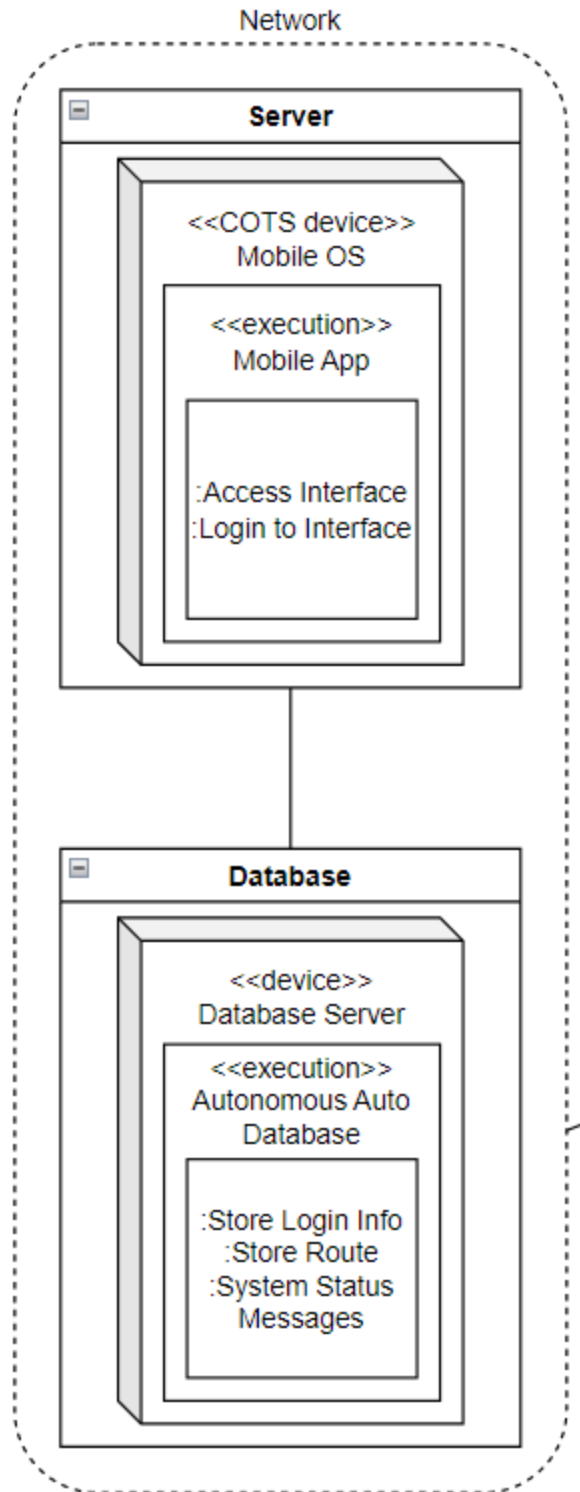 Network
Server
<<COTS device>>
Mobile OS
<<execution>>
Mobile App
:Access Interface
:Login to Interface
Database
<<device>>
Database Server
<<execution>>
Autonomous Auto
Database
:Store Login Info
:Store Route
:System Status
Messages